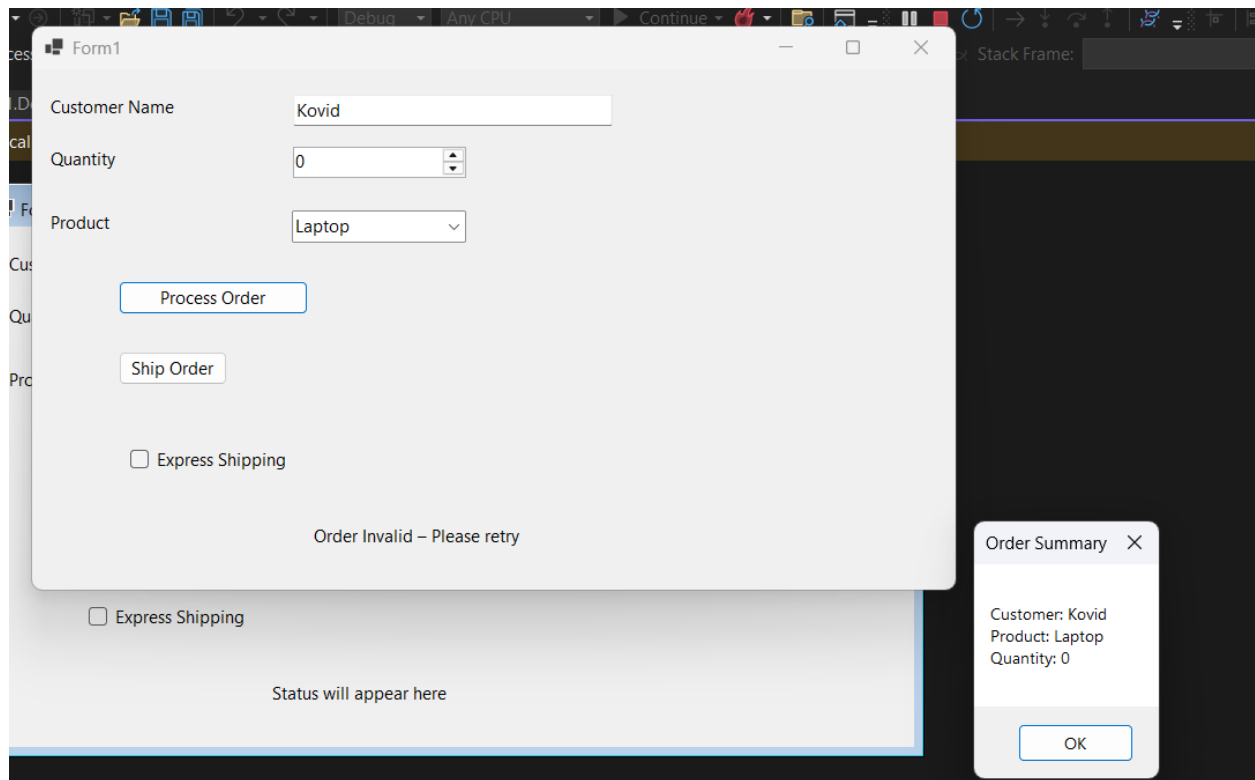 Debug
Any CPU
Continue
Form1
Stack Frame:
Customer Name
Kovid
Quantity
0
Product
Laptop
Process Order
Ship Order
Express Shipping
Order Invalid – Please retry
Express Shipping
Status will appear here
Order Summary
Customer: Kovid
Product: Laptop
Quantity: 0
OK